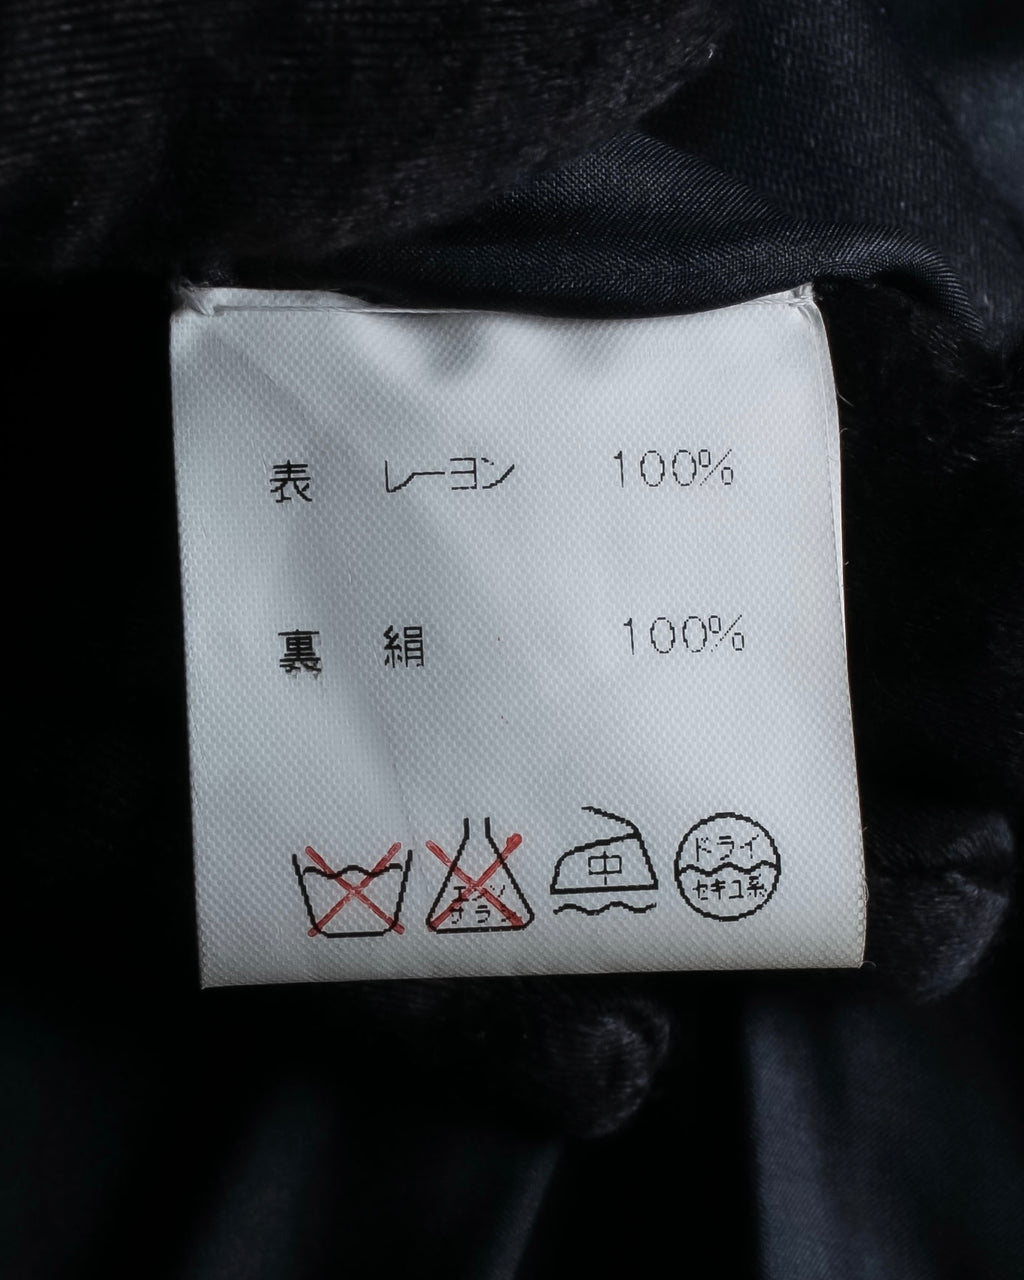 表 レーヨン 100%
裏 絹 100%
エンソ
サラシ
中
ドライ
セキユ系